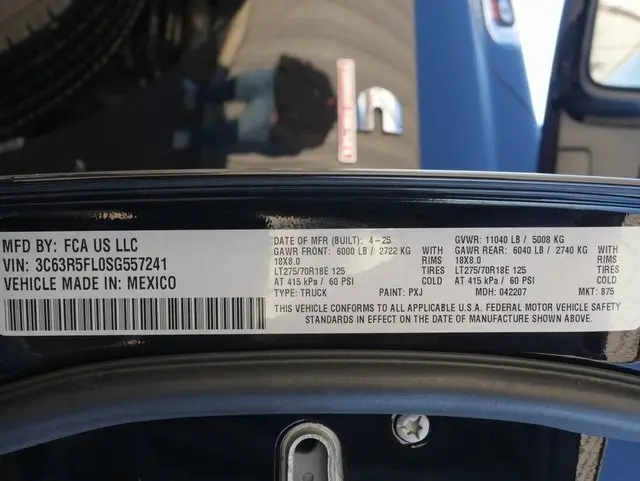 MFD BY: FCA US LLC
VIN: 3C63R5FL0SG557241
VEHICLE MADE IN: MEXICO
DATE OF MFR (BUILT): 4-25
GAWR FRONT: 6000 LB / 2722 KG WITH
18X8.0 RIMS
LT275/70R18E 125 TIRES
AT 415 kPa / 60 PSI COLD
TYPE: TRUCK PAINT: PXJ
GVWR: 11040 LB / 5008 KG
GAWR REAR: 6040 LB / 2740 KG WITH
18X8.0 RIMS
LT275/70R18E 125 TIRES
AT 415 kPa / 60 PSI COLD
MDH: 042207 MKT: 875
THIS VEHICLE CONFORMS TO ALL APPLICABLE U.S.A. FEDERAL MOTOR VEHICLE SAFETY
STANDARDS IN EFFECT ON THE DATE OF MANUFACTURE SHOWN ABOVE.